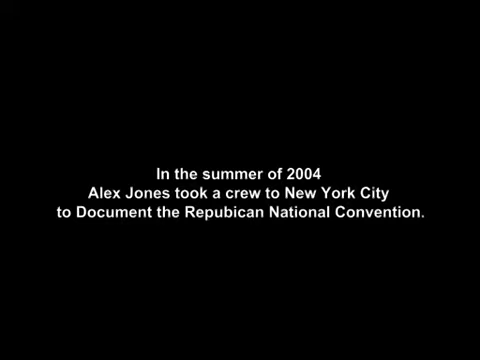 In the summer of 2004
Alex Jones took a crew to New York City
to Document the Repubican National Convention.